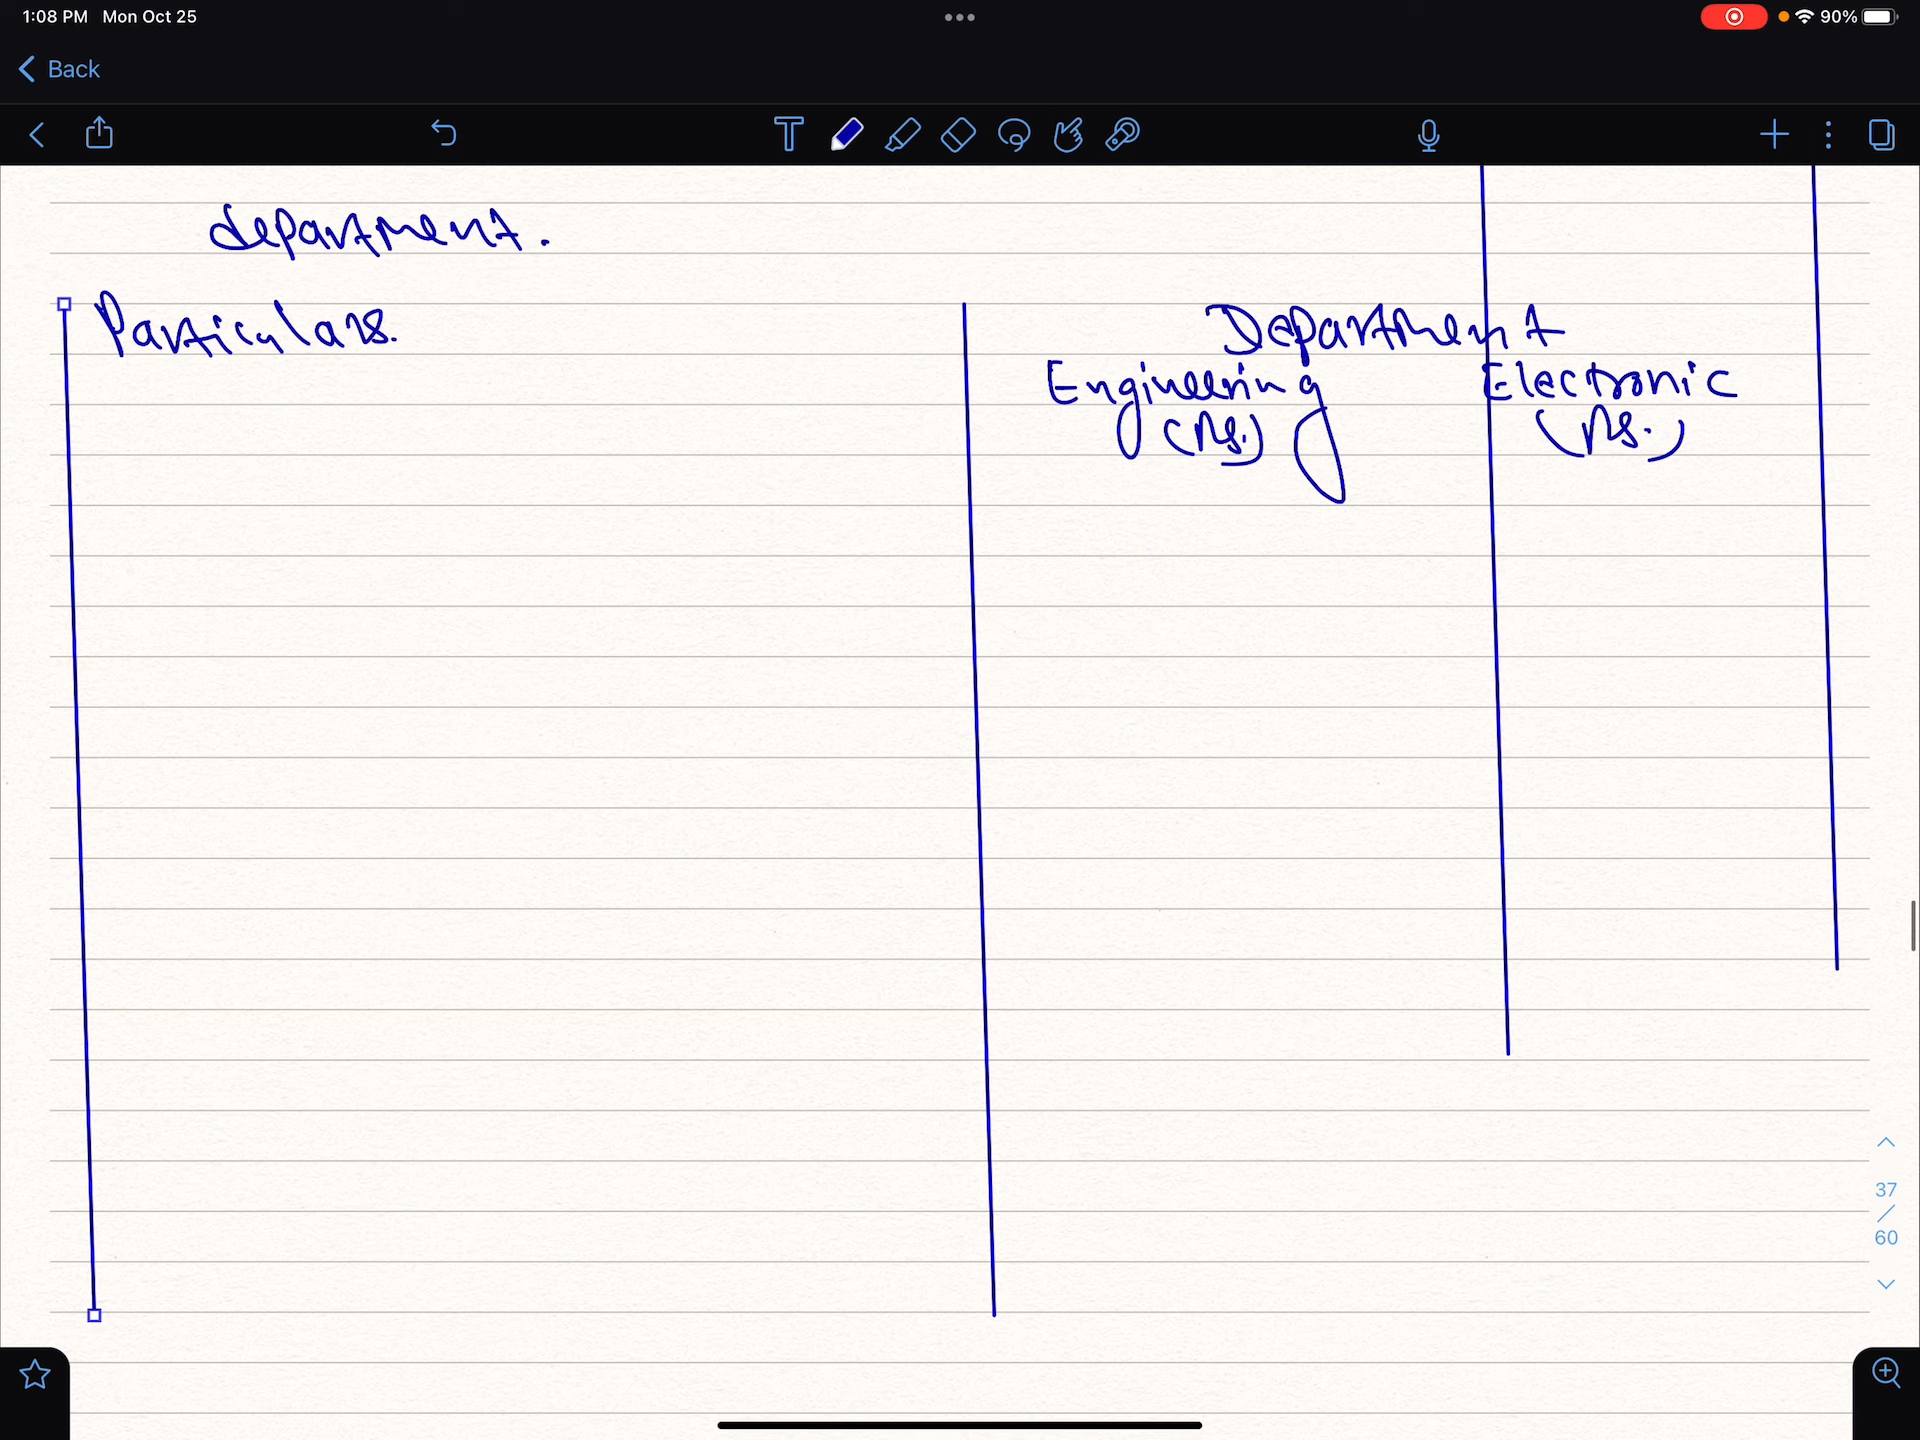 1:08 PM Mon Oct 25
90%
Back
T
department.
Particulars.
Department
Engineering Electronic
(Rs.) (Rs.)
37
/
60